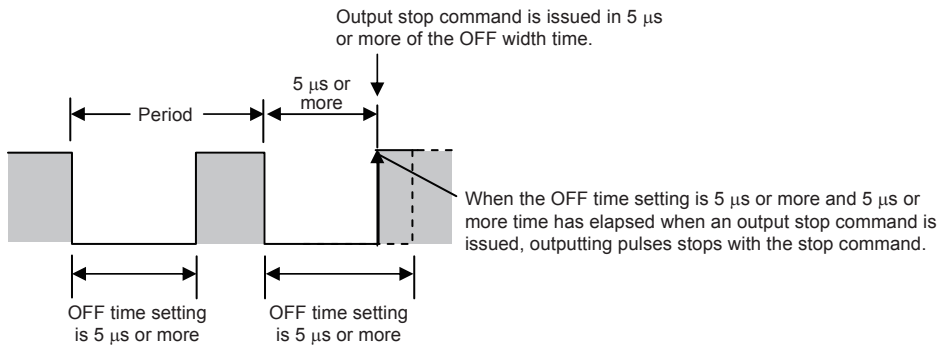 Output stop command is issued in 5 μs
or more of the OFF width time.
5 μs or
more
Period
When the OFF time setting is 5 μs or more and 5 μs or
more time has elapsed when an output stop command is
issued, outputting pulses stops with the stop command.
OFF time setting
is 5 μs or more
OFF time setting
is 5 μs or more